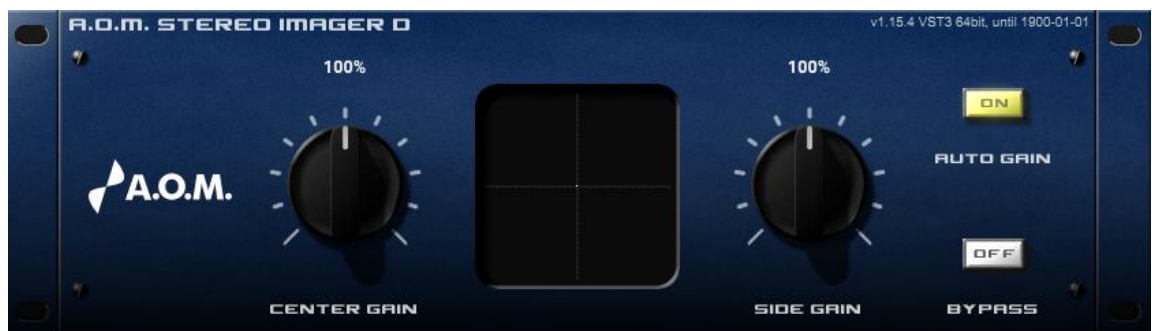 A.O.M. STEREO IMAGER D
v1.15.4 VST3 64bit, until 1900-01-01
100%
100%
ON
AUTO GAIN
A.O.M.
OFF
CENTER GAIN
SIDE GAIN
BYPASS